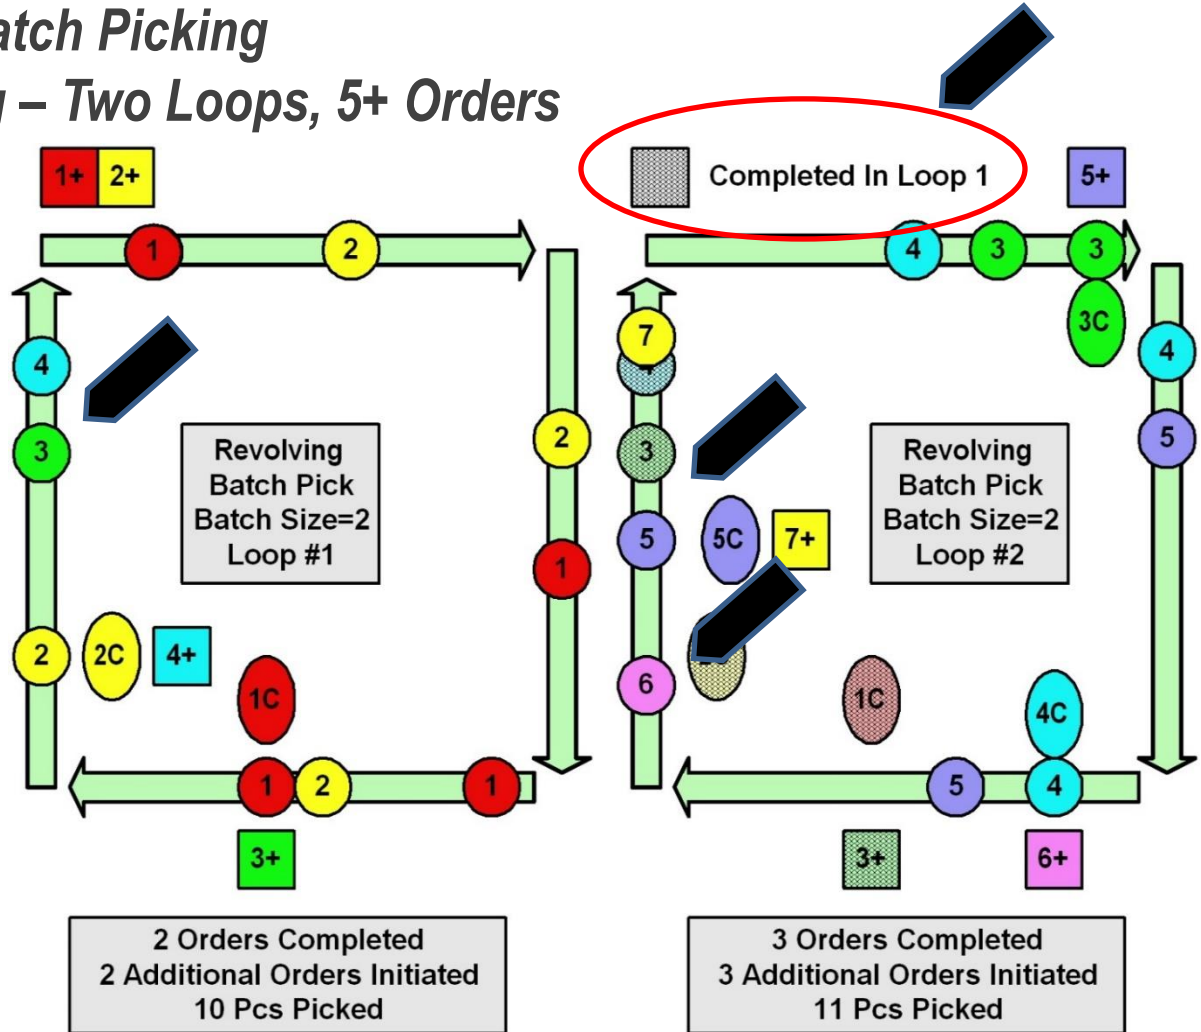 atch Picking
g – Two Loops, 5+ Orders
1+ 2+
1 2
2
1
1 2 1
1C
3+
2 2C 4+
3
4
Revolving
Batch Pick
Batch Size=2
Loop #1
2 Orders Completed
2 Additional Orders Initiated
10 Pcs Picked
Completed In Loop 1
5+
4 3 3
3C
4
5
5 4
4C
1C
3+ 6+
6
5 5C 7+
3
7
Revolving
Batch Pick
Batch Size=2
Loop #2
3 Orders Completed
3 Additional Orders Initiated
11 Pcs Picked